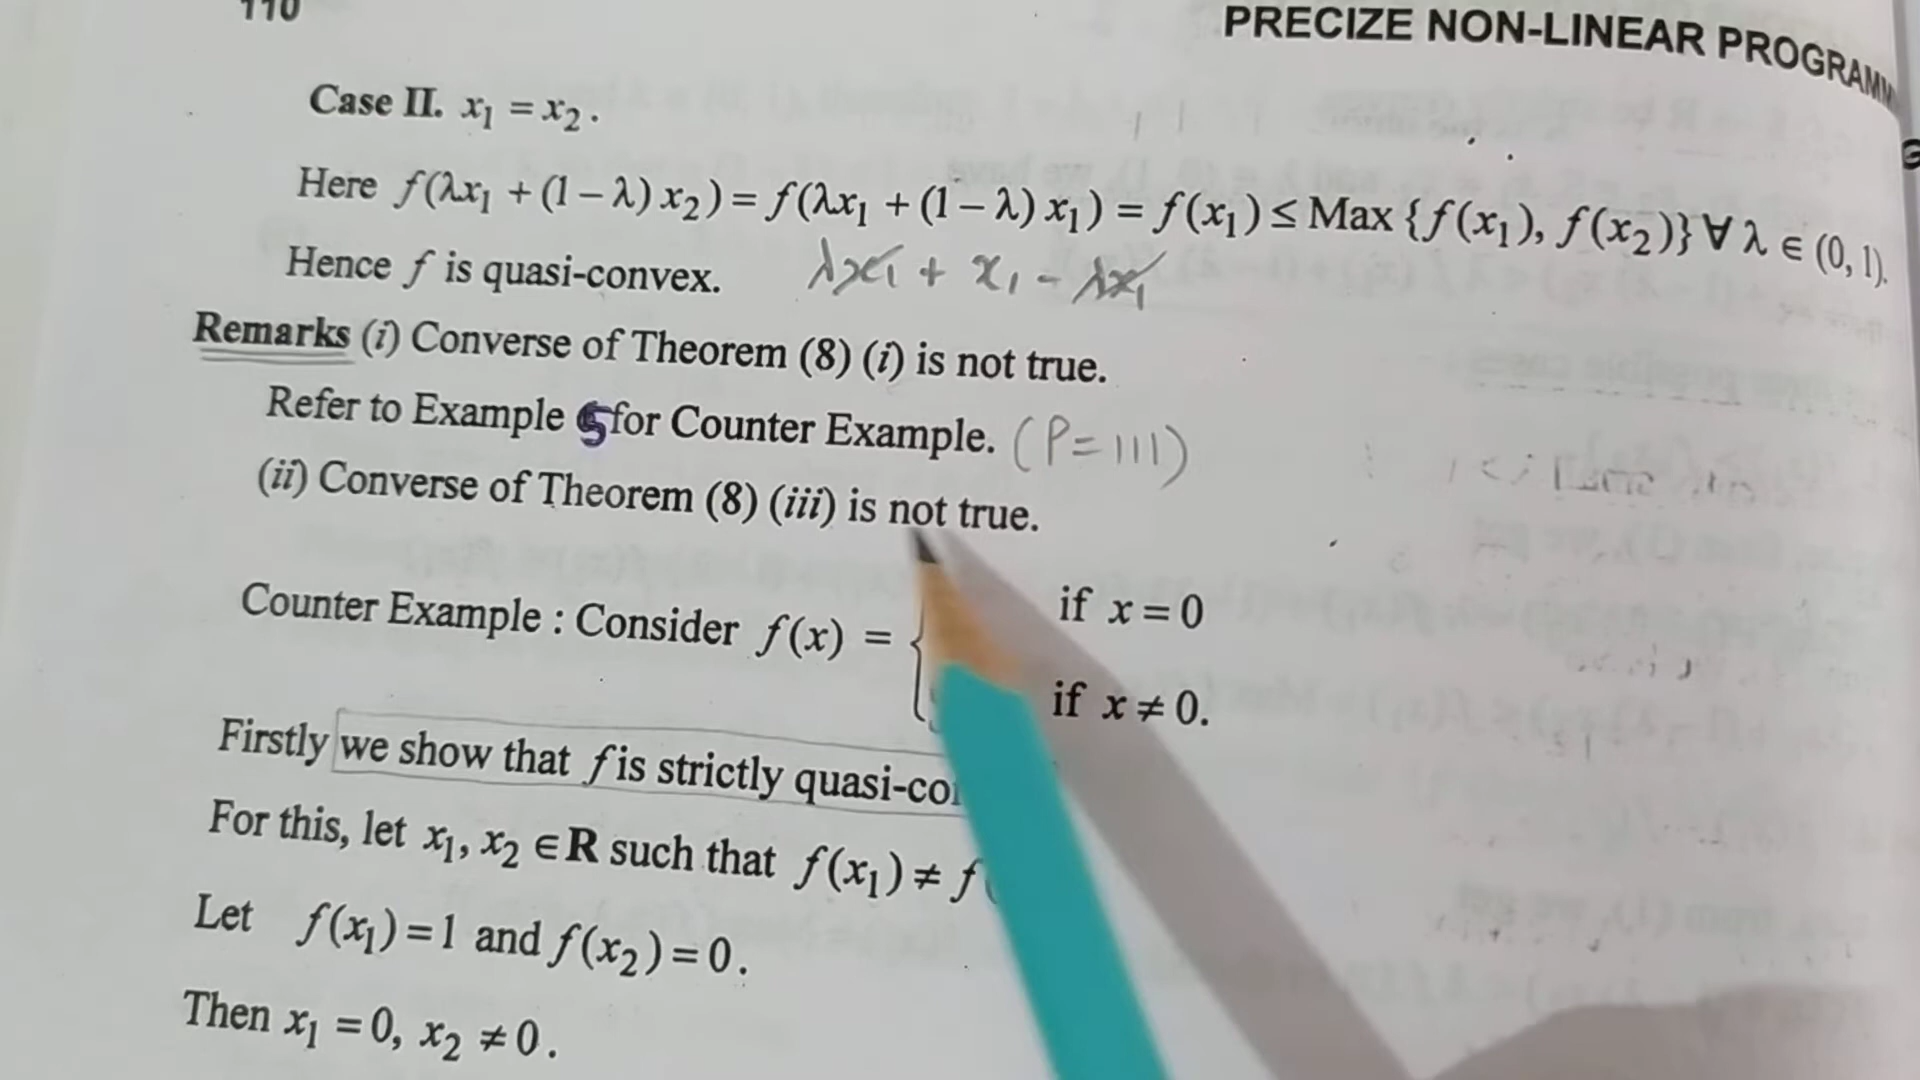 110
PRECIZE NON-LINEAR
Case II. x₁ = x₂.
Here f(λx₁ + (1 − λ) x₂) = f(λx₁ + (1 − λ) x₁) = f(x₁) ≤ Max {f(x₁), f(x₂)} ∀ λ ∈ (0, 1).
Hence f is quasi-convex. λx₁ + x₁ − λx₁
Remarks (i) Converse of Theorem (8) (i) is not true.
Refer to Example 5 for Counter Example. (P=111)
(ii) Converse of Theorem (8) (iii) is not true.
Counter Example : Consider f(x) = { if x = 0
if x ≠ 0.
Firstly we show that f is strictly
For this, let x₁, x₂ ∈ R such that f(x₁) ≠ f
Let f(x₁) = 1 and f(x₂) = 0.
Then x₁ = 0, x₂ ≠ 0.